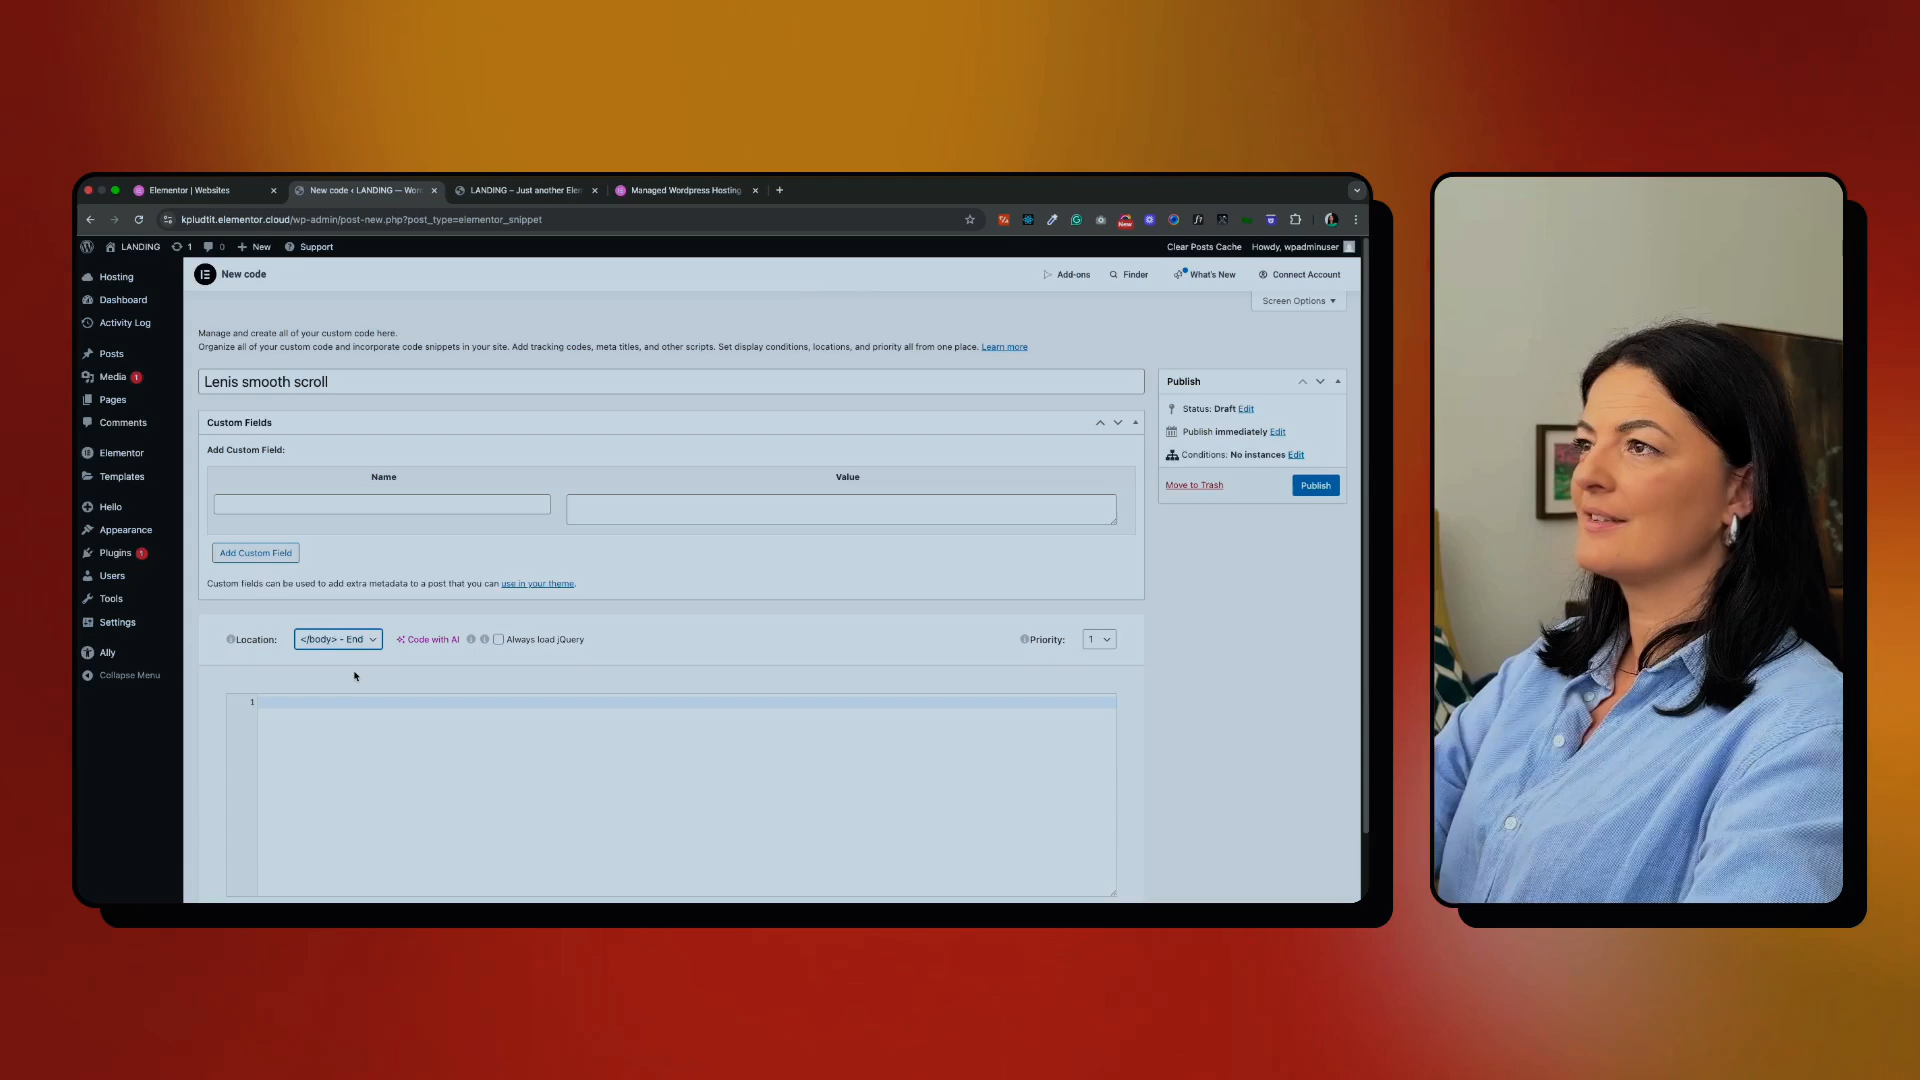 Elementor | Websites
New code ‹ LANDING — Wor
LANDING – Just another Elem
Managed Wordpress Hosting
kpludtit.elementor.cloud/wp-admin/post-new.php?post_type=elementor_snippet
New
LANDING
1
0
New
Support
Clear Posts Cache
Howdy, wpadminuser
Hosting
Dashboard
Activity Log
Posts
Media 1
Pages
Comments
Elementor
Templates
Hello
Appearance
Plugins 1
Users
Tools
Settings
Ally
Collapse Menu
New code
Add-ons
Finder
What's New
Connect Account
Screen Options
Manage and create all of your custom code here.
Organize all of your custom code and incorporate code snippets in your site. Add tracking codes, meta titles, and other scripts. Set display conditions, locations, and priority all from one place. Learn more
Lenis smooth scroll
Custom Fields
Add Custom Field:
Name
Value
Add Custom Field
Custom fields can be used to add extra metadata to a post that you can use in your theme.
Location:
</body> - End
Code with AI
Always load jQuery
Priority:
1
1
Publish
Status: Draft Edit
Publish immediately Edit
Conditions: No instances Edit
Move to Trash
Publish